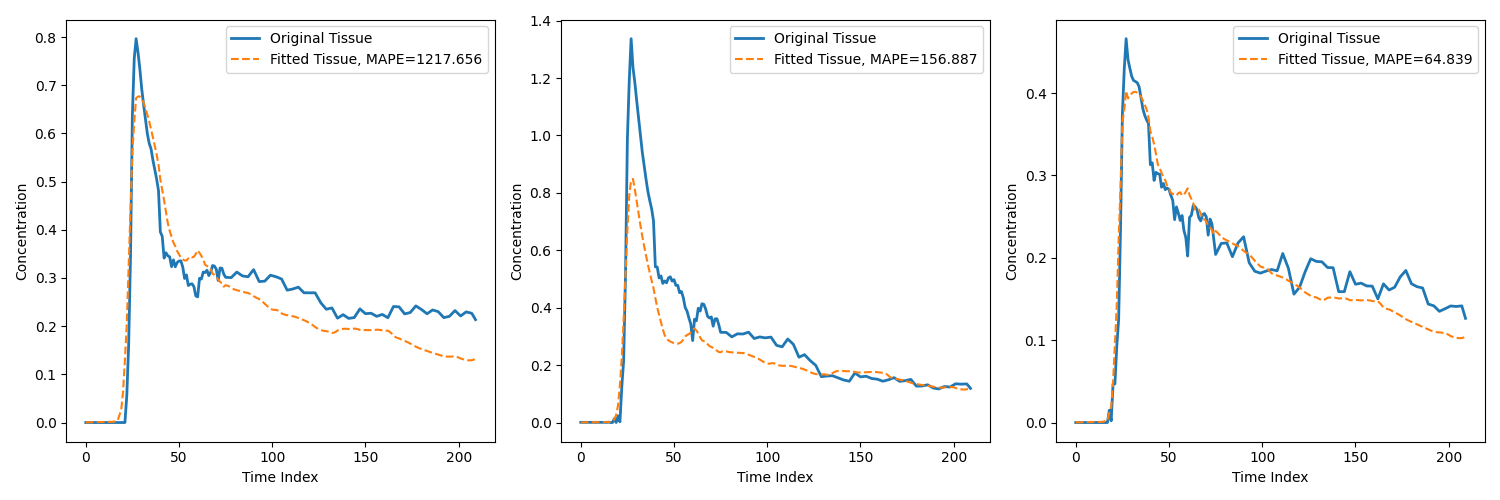 Original Tissue
Fitted Tissue, MAPE=1217.656
Concentration
0.8
0.7
0.6
0.5
0.4
0.3
0.2
0.1
0.0
0 50 100 150 200
Time Index
Original Tissue
Fitted Tissue, MAPE=156.887
Concentration
1.4
1.2
1.0
0.8
0.6
0.4
0.2
0.0
0 50 100 150 200
Time Index
Original Tissue
Fitted Tissue, MAPE=64.839
Concentration
0.4
0.3
0.2
0.1
0.0
0 50 100 150 200
Time Index